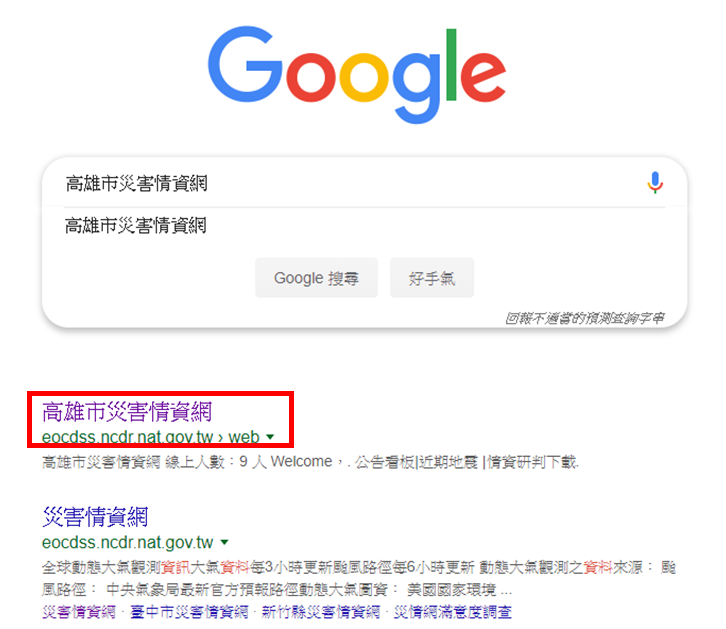 Google
高雄市災害情資網
高雄市災害情資網
Google 搜尋 好手氣
回報不適當的預測查詢字串
高雄市災害情資網
eocdss.ncdr.nat.gov.tw › web
高雄市災害情資網 線上人數：9 人 Welcome，. 公告看板|近期地震 |情資研判下載.
災害情資網
eocdss.ncdr.nat.gov.tw
全球動態大氣觀測資訊大氣資料每3小時更新颱風路徑每6小時更新 動態大氣觀測之資料來源： 颱
風路徑： 中央氣象局最新官方預報路徑動態大氣圖資： 美國國家環境 ...
災害情資網 · 臺中市災害情資網 · 新竹縣災害情資網 · 災情網滿意度調查